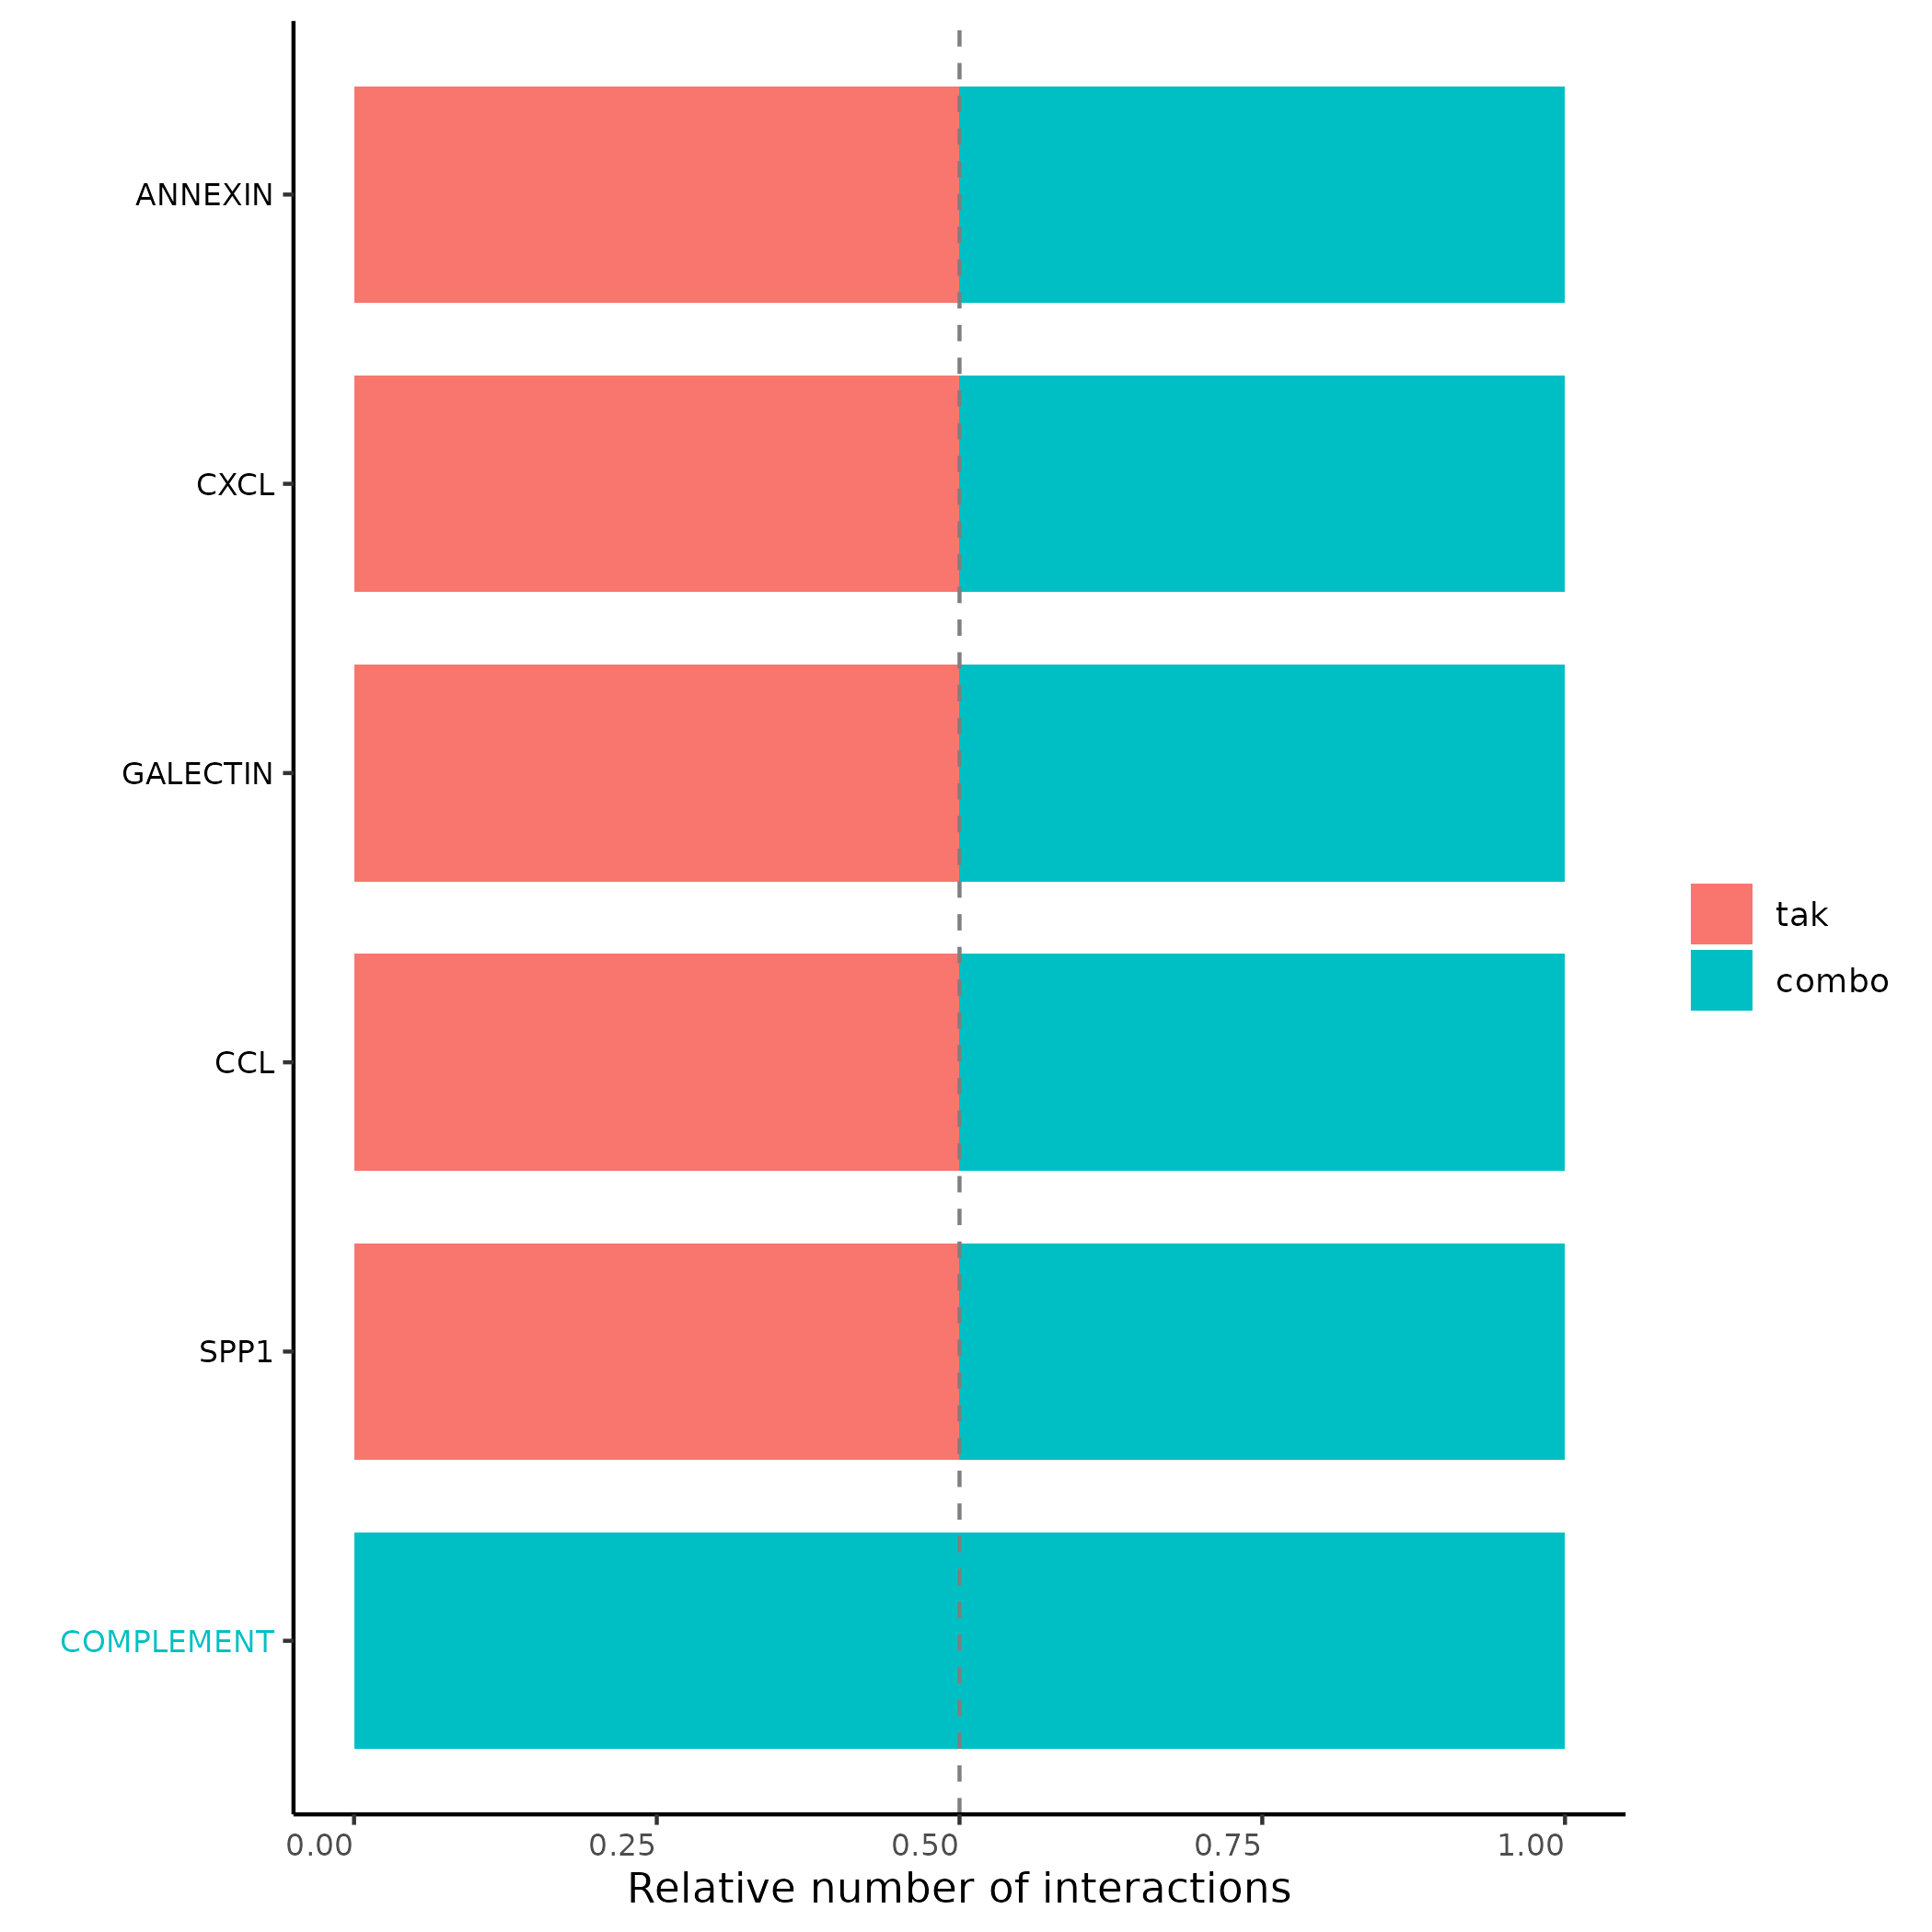 ANNEXIN
CXCL
GALECTIN
CCL
SPP1
COMPLEMENT
0.00 0.25 0.50 0.75 1.00
Relative number of interactions
tak
combo